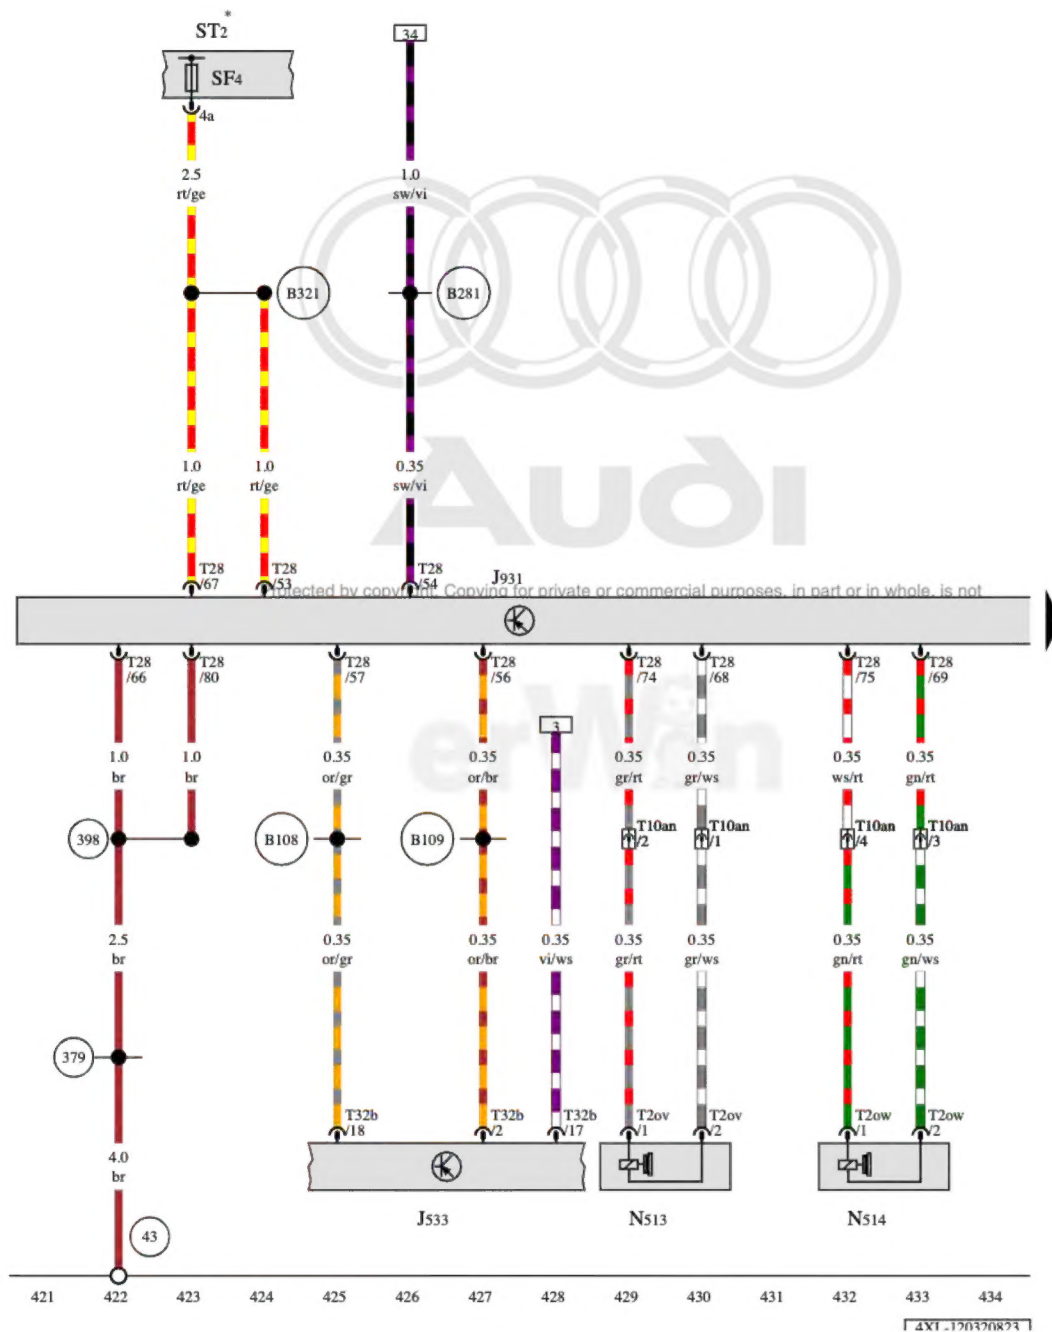 ST2*
34
SF4
4a
2.5
rt/ge
1.0
sw/vi
B321
B281
1.0
rt/ge
1.0
rt/ge
0.35
sw/vi
Audi
T28
/67
T28
/53
T28
/54
J931
Protected by copyright. Copying for private or commercial purposes, in part or in whole, is not
T28
/66
T28
/80
T28
/57
T28
/56
T28
/74
T28
/68
T28
/75
T28
/69
erWin
3
1.0
br
1.0
br
0.35
or/gr
0.35
or/br
0.35
gr/rt
0.35
gr/ws
0.35
ws/rt
0.35
gn/rt
398
B108
B109
T10an
/2
T10an
/1
T10an
/4
T10an
/3
2.5
br
0.35
or/gr
0.35
or/br
0.35
vi/ws
0.35
gr/rt
0.35
gr/ws
0.35
gn/rt
0.35
gn/ws
379
T32b
/18
T32b
/2
T32b
/17
T2ov
/1
T2ov
/2
T2ow
/1
T2ow
/2
4.0
br
J533
N513
N514
43
421 422 423 424 425 426 427 428 429 430 431 432 433 434
4XL-120320823